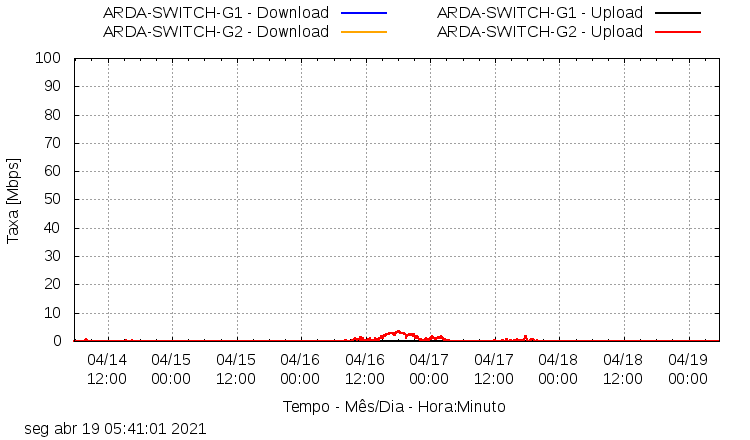 ARDA-SWITCH-G1 - Download
ARDA-SWITCH-G1 - Upload
ARDA-SWITCH-G2 - Download
ARDA-SWITCH-G2 - Upload
Taxa [Mbps]
100
90
80
70
60
50
40
30
20
10
0
04/14 04/15 04/15 04/16 04/16 04/17 04/17 04/18 04/18 04/19
12:00 00:00 12:00 00:00 12:00 00:00 12:00 00:00 12:00 00:00
Tempo - Mês/Dia - Hora:Minuto
seg abr 19 05:41:01 2021